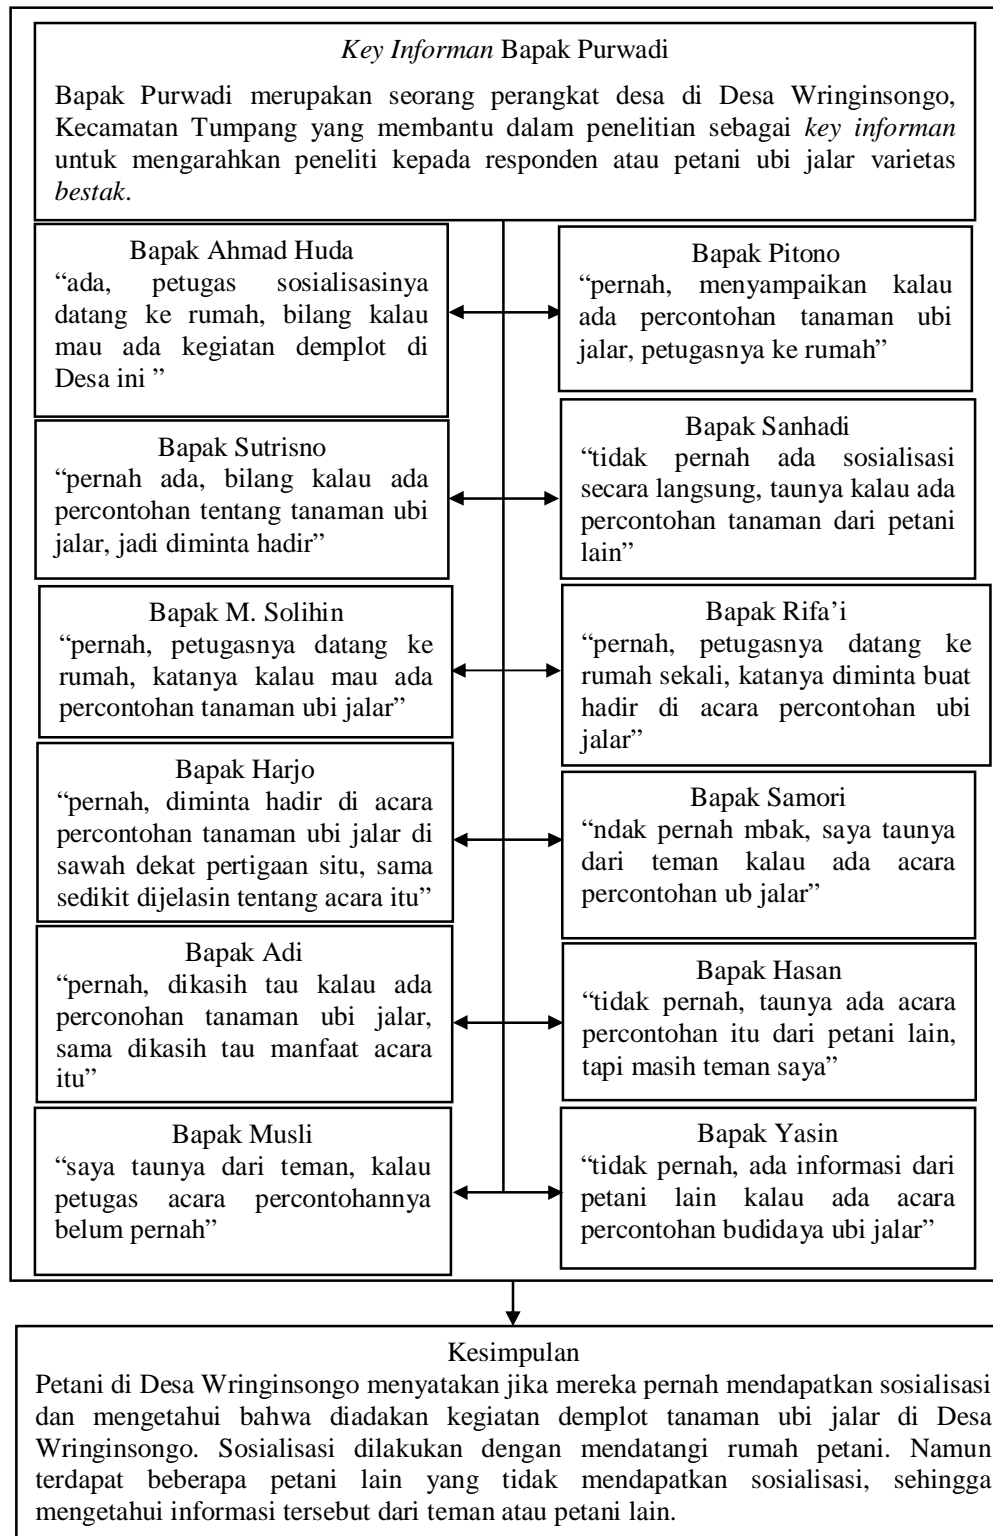 Key Informan Bapak Purwadi
Bapak Purwadi merupakan seorang perangkat desa di Desa Wringinsongo,
Kecamatan Tumpang yang membantu dalam penelitian sebagai key informan
untuk mengarahkan peneliti kepada responden atau petani ubi jalar varietas
bestak.
Bapak Ahmad Huda
“ada, petugas sosialisasinya
datang ke rumah, bilang kalau
mau ada kegiatan demplot di
Desa ini ”
Bapak Pitono
“pernah, menyampaikan kalau
ada percontohan tanaman ubi
jalar, petugasnya ke rumah”
Bapak Sutrisno
“pernah ada, bilang kalau ada
percontohan tentang tanaman ubi
jalar, jadi diminta hadir”
Bapak Sanhadi
“tidak pernah ada sosialisasi
secara langsung, taunya kalau ada
percontohan tanaman dari petani
lain”
Bapak M. Solihin
“pernah, petugasnya datang ke
rumah, katanya kalau mau ada
percontohan tanaman ubi jalar”
Bapak Rifa’i
“pernah, petugasnya datang ke
rumah sekali, katanya diminta buat
hadir di acara percontohan ubi
jalar”
Bapak Harjo
“pernah, diminta hadir di acara
percontohan tanaman ubi jalar di
sawah dekat pertigaan situ, sama
sedikit dijelasin tentang acara itu”
Bapak Samori
“ndak pernah mbak, saya taunya
dari teman kalau ada acara
percontohan ub jalar”
Bapak Adi
“pernah, dikasih tau kalau ada
perconohan tanaman ubi jalar,
sama dikasih tau manfaat acara
itu”
Bapak Hasan
“tidak pernah, taunya ada acara
percontohan itu dari petani lain,
tapi masih teman saya”
Bapak Musli
“saya taunya dari teman, kalau
petugas acara percontohannya
belum pernah”
Bapak Yasin
“tidak pernah, ada informasi dari
petani lain kalau ada acara
percontohan budidaya ubi jalar”
Kesimpulan
Petani di Desa Wringinsongo menyatakan jika mereka pernah mendapatkan sosialisasi
dan mengetahui bahwa diadakan kegiatan demplot tanaman ubi jalar di Desa
Wringinsongo. Sosialisasi dilakukan dengan mendatangi rumah petani. Namun
terdapat beberapa petani lain yang tidak mendapatkan sosialisasi, sehingga
mengetahui informasi tersebut dari teman atau petani lain.